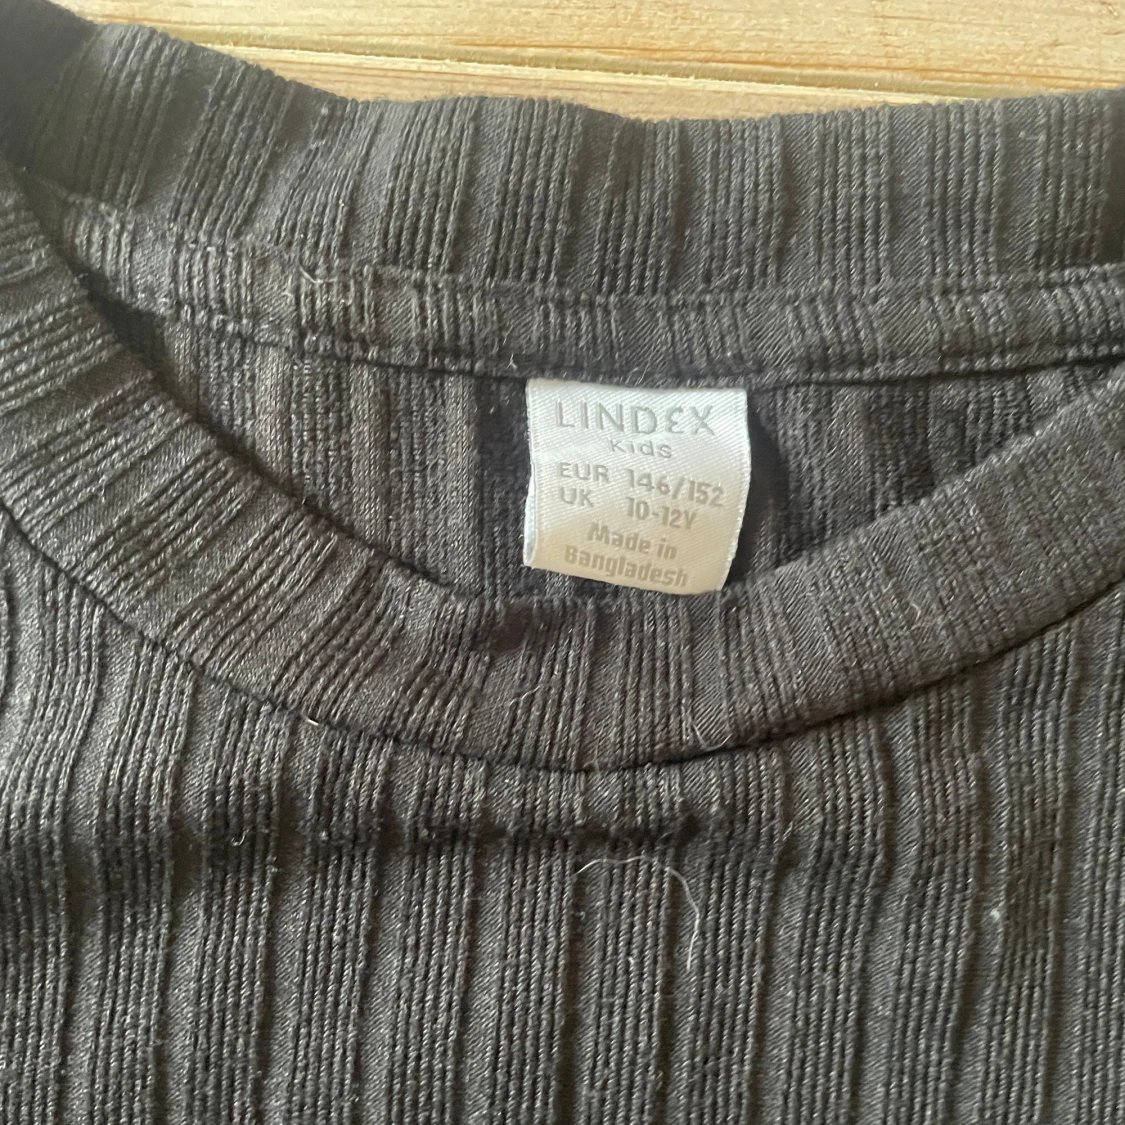 LINDEX
Kids
EUR 146/152
UK 10-12Y
Made in
Bangladesh